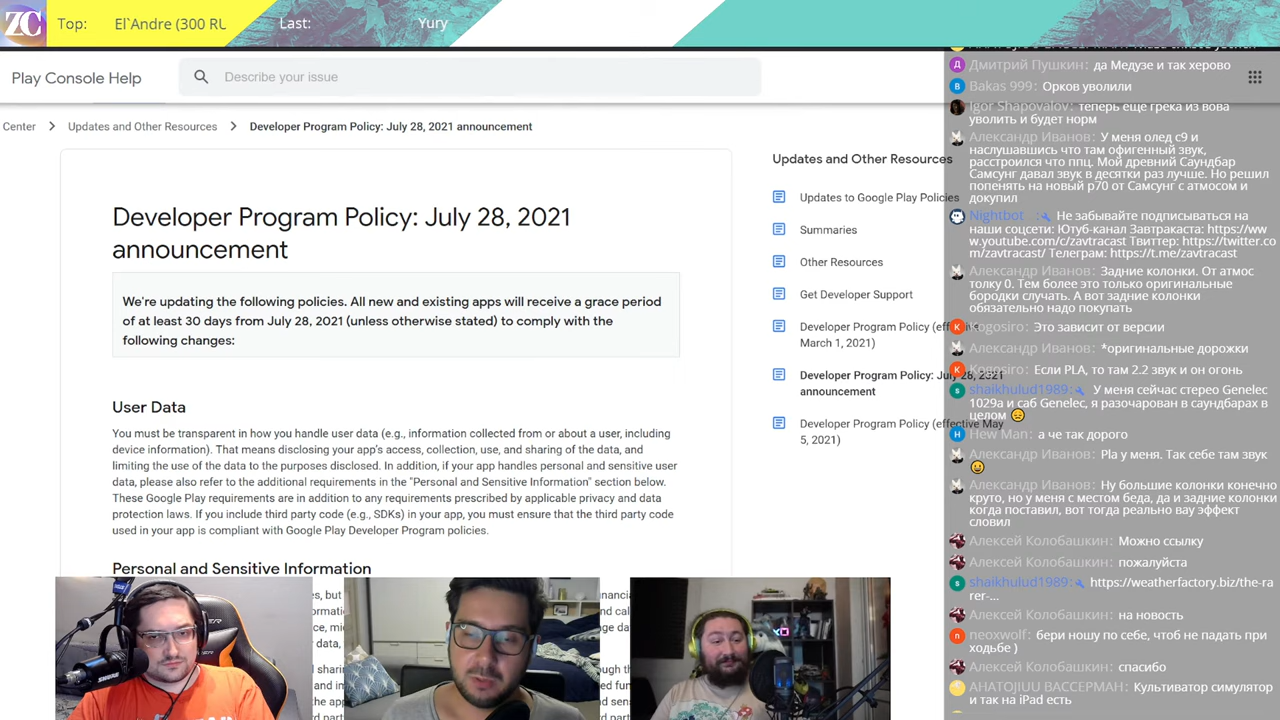 ZC
Top:
El`Andre (300 RU
Last:
Yury
Play Console Help
Describe your issue
Center
Updates and Other Resources
Developer Program Policy: July 28, 2021 announcement
Developer Program Policy: July 28, 2021
announcement
We're updating the following policies. All new and existing apps will receive a grace period
of at least 30 days from July 28, 2021 (unless otherwise stated) to comply with the
following changes:
User Data
You must be transparent in how you handle user data (e.g., information collected from or about a user, including
device information). That means disclosing your app's access, collection, use, and sharing of the data, and
limiting the use of the data to the purposes disclosed. In addition, if your app handles personal and sensitive user
data, please also refer to the additional requirements in the "Personal and Sensitive Information" section below.
These Google Play requirements are in addition to any requirements prescribed by applicable privacy and data
protection laws. If you include third party code (e.g., SDKs) in your app, you must ensure that the third party code
used in your app is compliant with Google Play Developer Program policies.
Personal and Sensitive Information
Updates and Other Resources
Updates to Google Play Policies
Summaries
Other Resources
Get Developer Support
Developer Program Policy (effective
March 1, 2021)
Developer Program Policy: July 28, 2021
announcement
Developer Program Policy (effective May
5, 2021)
Дмитрий Пушкин: да Медузе и так херово
Bakas 999: Орков уволили
Igor Shapovalov: теперь еще грека из вова
уволить и будет норм
Александр Иванов: У меня олед с9 и
наслушавшись что там офигенный звук,
расстроился что ппц. Мой древний Саундбар
Самсунг давал звук в десятки раз лучше. Но решил
попенять на новый р70 от Самсунг с атмосом и
докупил
Nightbot: Не забывайте подписываться на
наши соцсети: Ютуб-канал Завтракаста: https://ww
w.youtube.com/c/zavtracast Твиттер: https://twitter.co
m/zavtracast/ Телеграм: https://t.me/zavtracast
Александр Иванов: Задние колонки. От атмос
толку 0. Тем более это только оригинальные
бородки случать. А вот задние колонки
обязательно надо покупать
Kogosiro: Это зависит от версии
Александр Иванов: *оригинальные дорожки
Kogosiro: Если PLA, то там 2.2 звук и он огонь
shaikhulud1989: У меня сейчас стерео Genelec
1029a и саб Genelec, я разочарован в саундбарах в
целом
Hew Man: а че так дорого
Александр Иванов: Pla у меня. Так себе там звук
Александр Иванов: Ну большие колонки конечно
круто, но у меня с местом беда, да и задние колонки
когда поставил, вот тогда реально вау эффект
словил
Алексей Колобашкин: Можно ссылку
Алексей Колобашкин: пожалуйста
shaikhulud1989: https://weatherfactory.biz/the-ra
rer-...
Алексей Колобашкин: на новость
neoxwolf: бери ношу по себе, чтоб не падать при
ходьбе )
Алексей Колобашкин: спасибо
АНАТОJIUU ВАССЕРМАН: Культиватор симулятор
и так на iPad есть